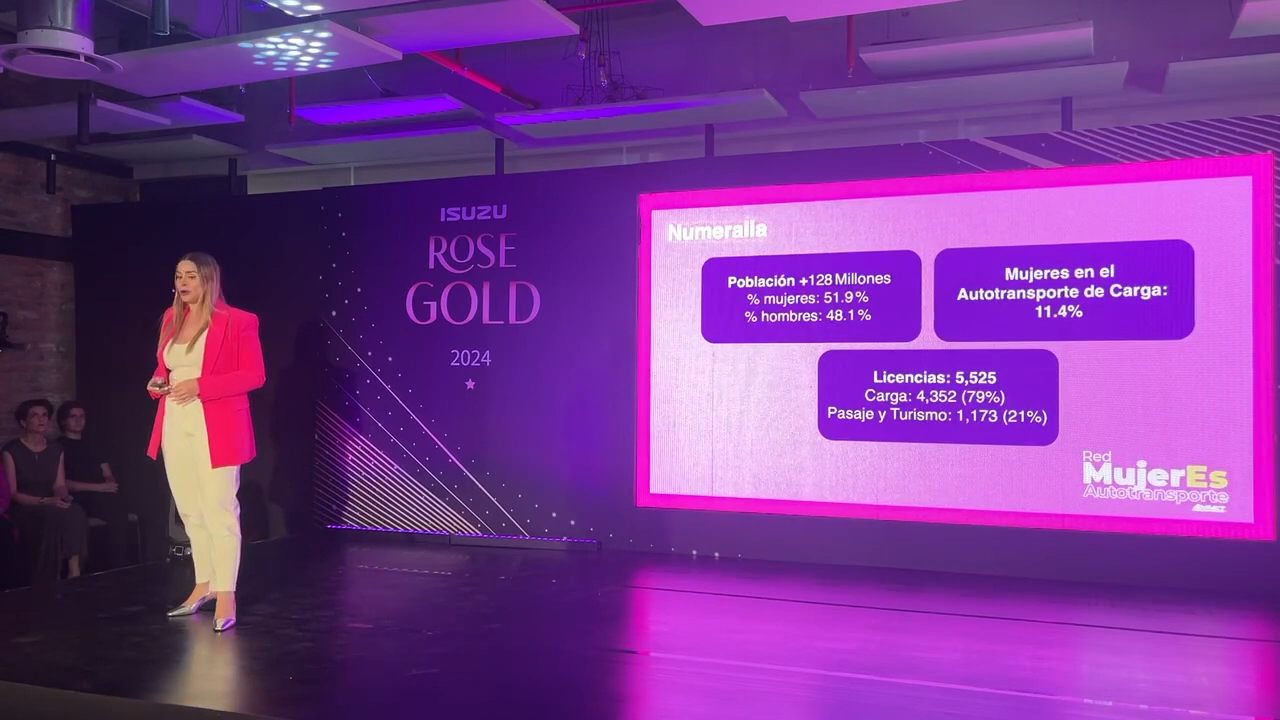 ISUZU
ROSE
GOLD
2024
Numeralia
Población +128 Millones
% mujeres: 51.9%
% hombres: 48.1%
Mujeres en el
Autotransporte de Carga:
11.4%
Licencias: 5,525
Carga: 4,352 (79%)
Pasaje y Turismo: 1,173 (21%)
Red
MujerEs
Autotransporte